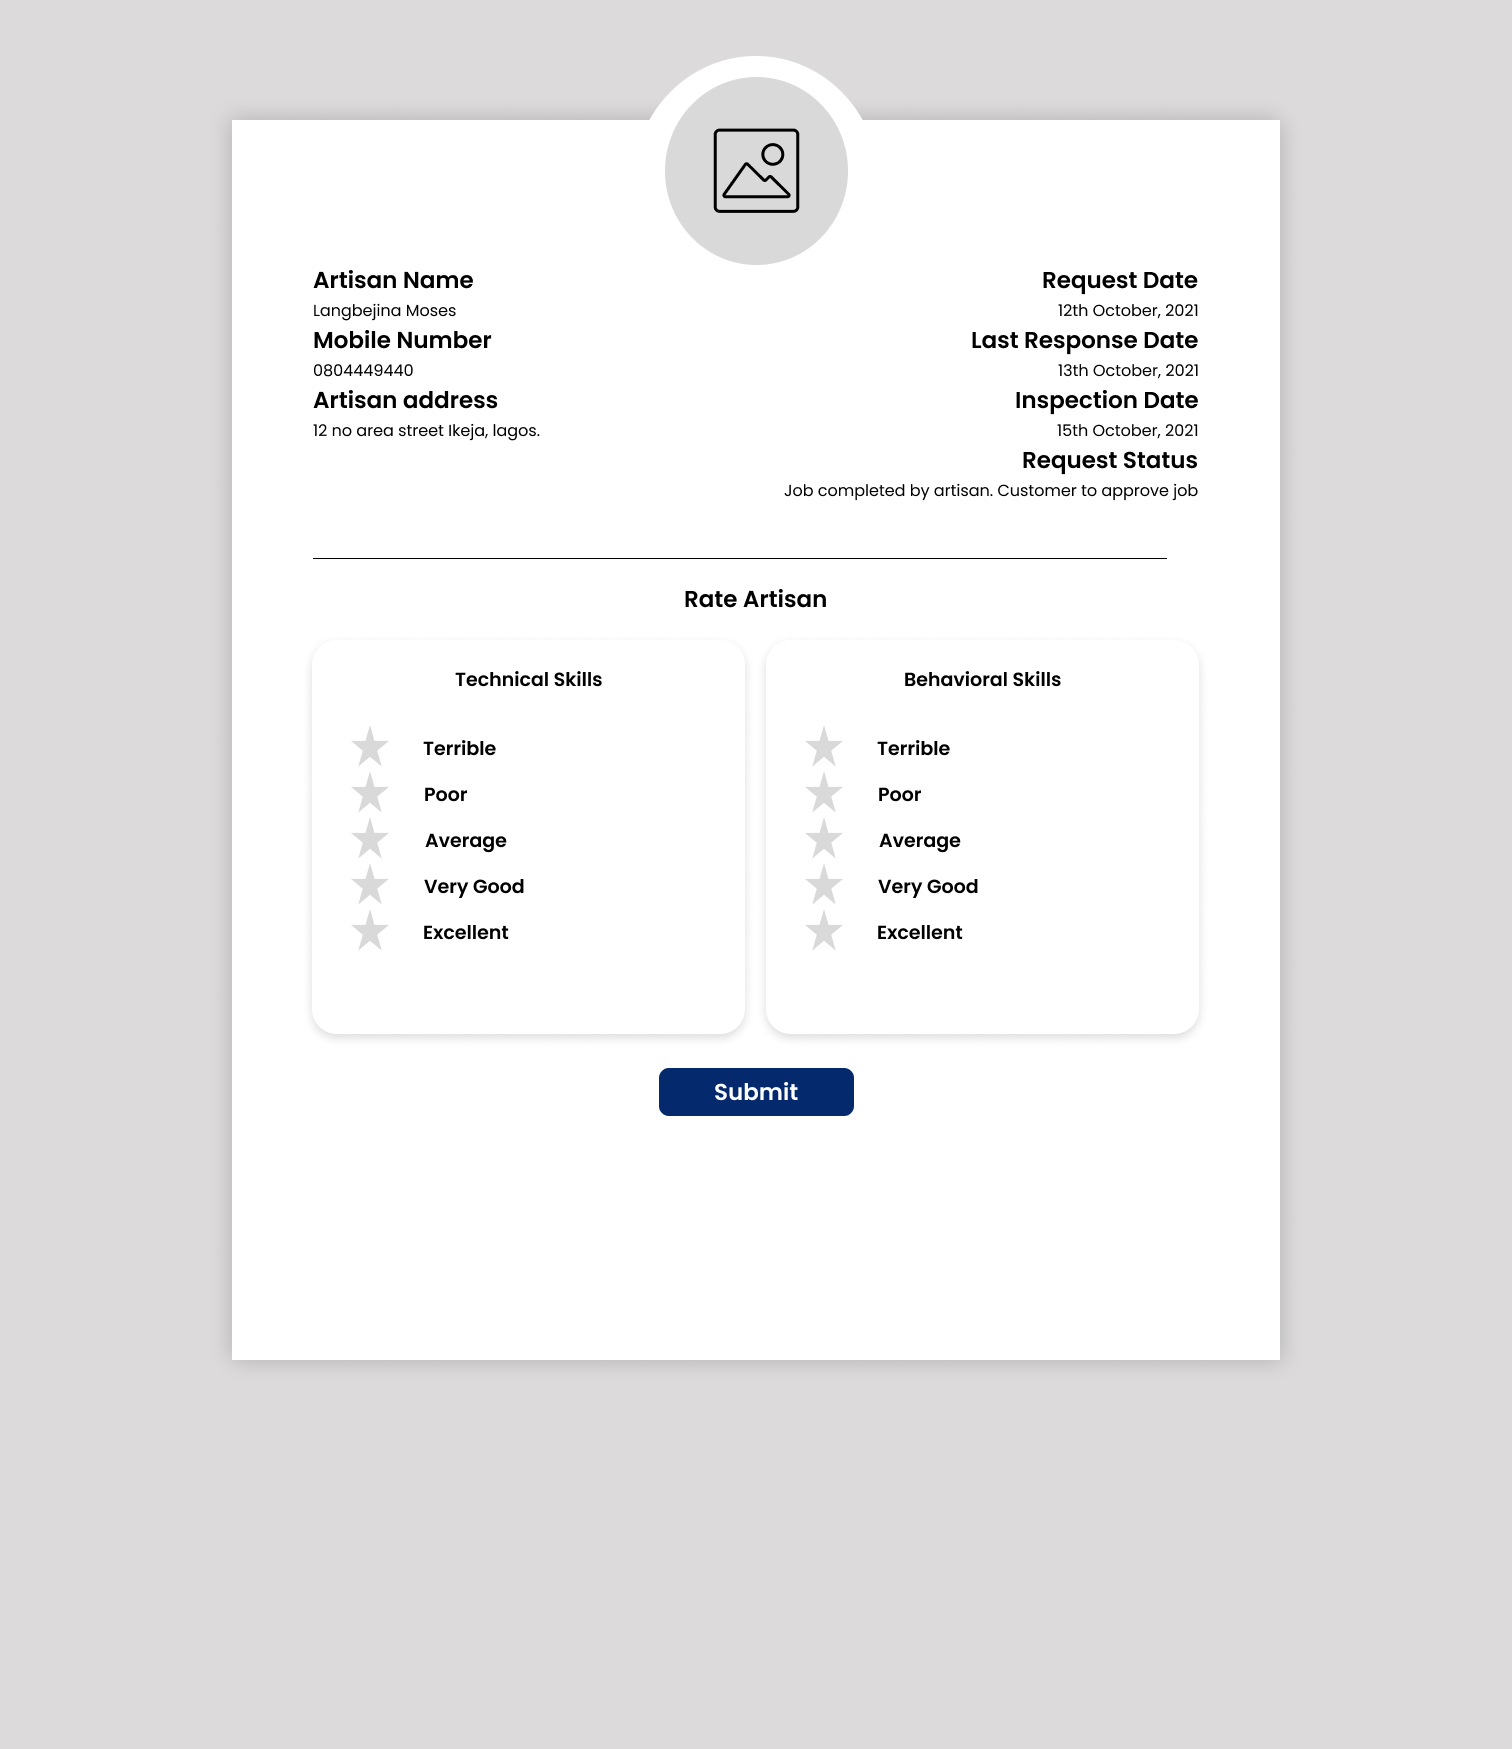 Artisan Name
Langbejina Moses
Mobile Number
0804449440
Artisan address
12 no area street Ikeja, lagos.
Request Date
12th October, 2021
Last Response Date
13th October, 2021
Inspection Date
15th October, 2021
Request Status
Job completed by artisan. Customer to approve job
Rate Artisan
Technical Skills
Terrible
Poor
Average
Very Good
Excellent
Behavioral Skills
Terrible
Poor
Average
Very Good
Excellent
Submit